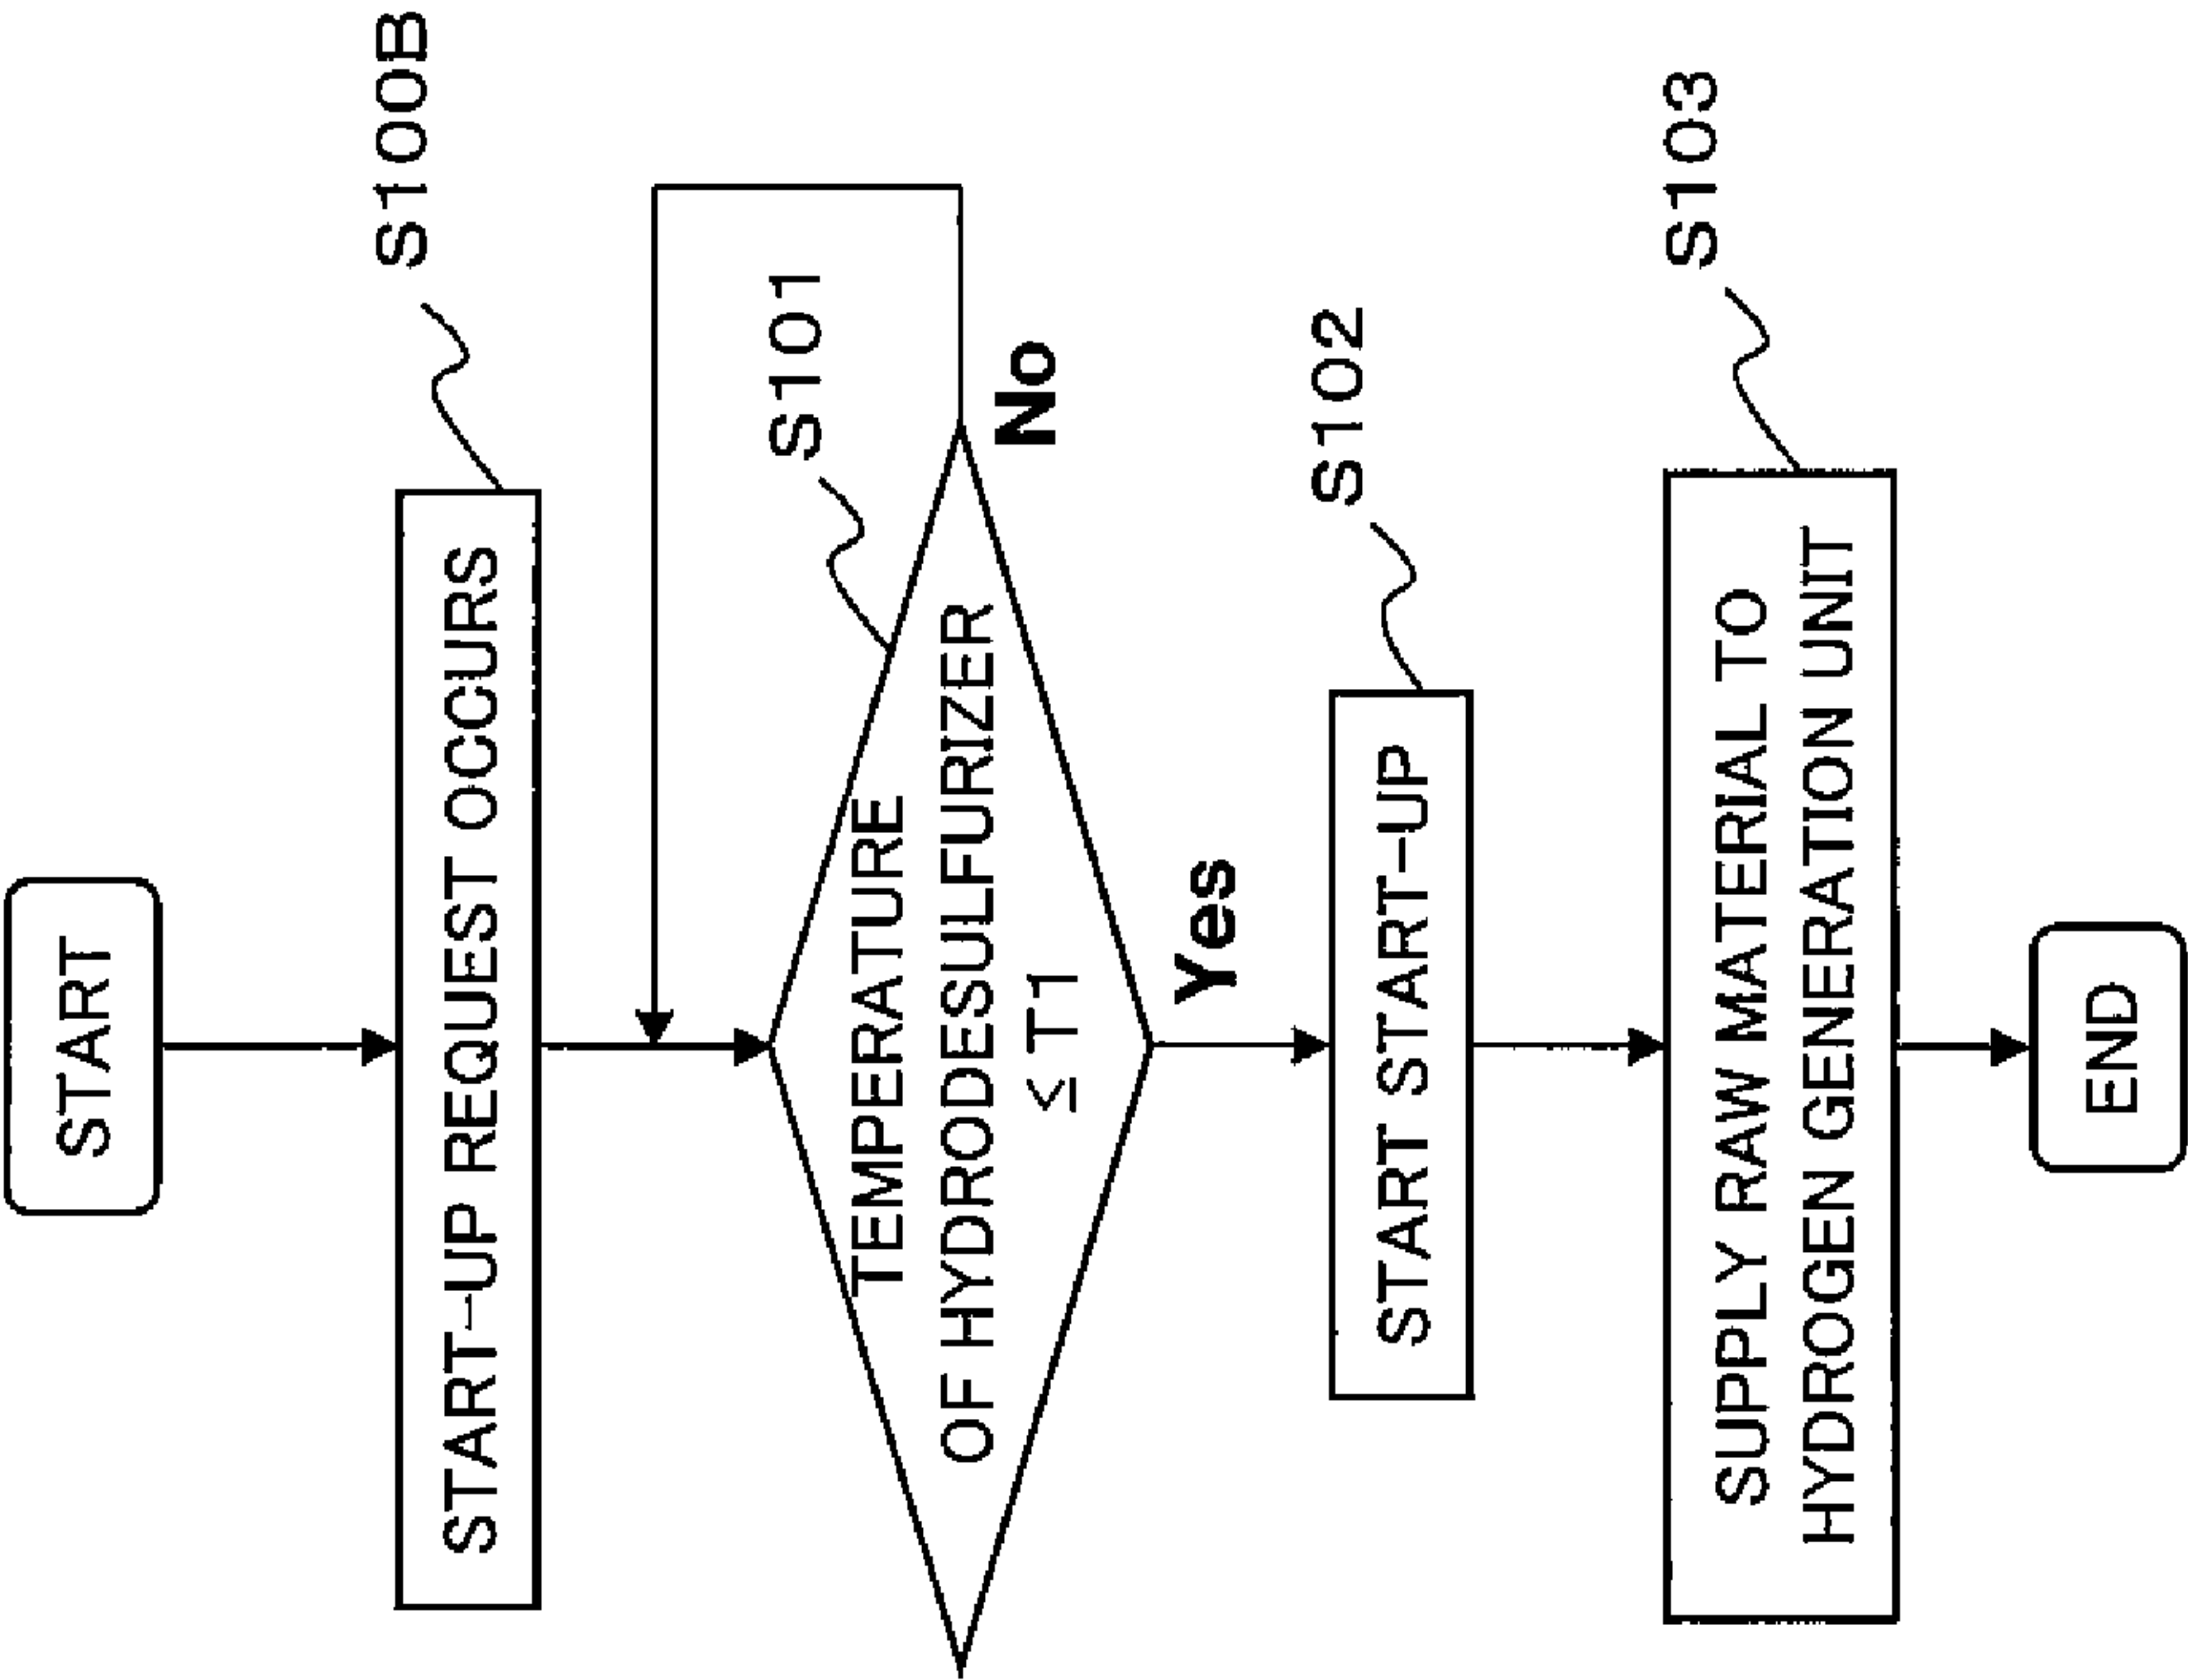 START
START-UP REQUEST OCCURS
S100B
TEMPERATURE
OF HYDRODESULFURIZER
≤ T1
S101
No
Yes
START START-UP
S102
SUPPLY RAW MATERIAL TO
HYDROGEN GENERATION UNIT
S103
END